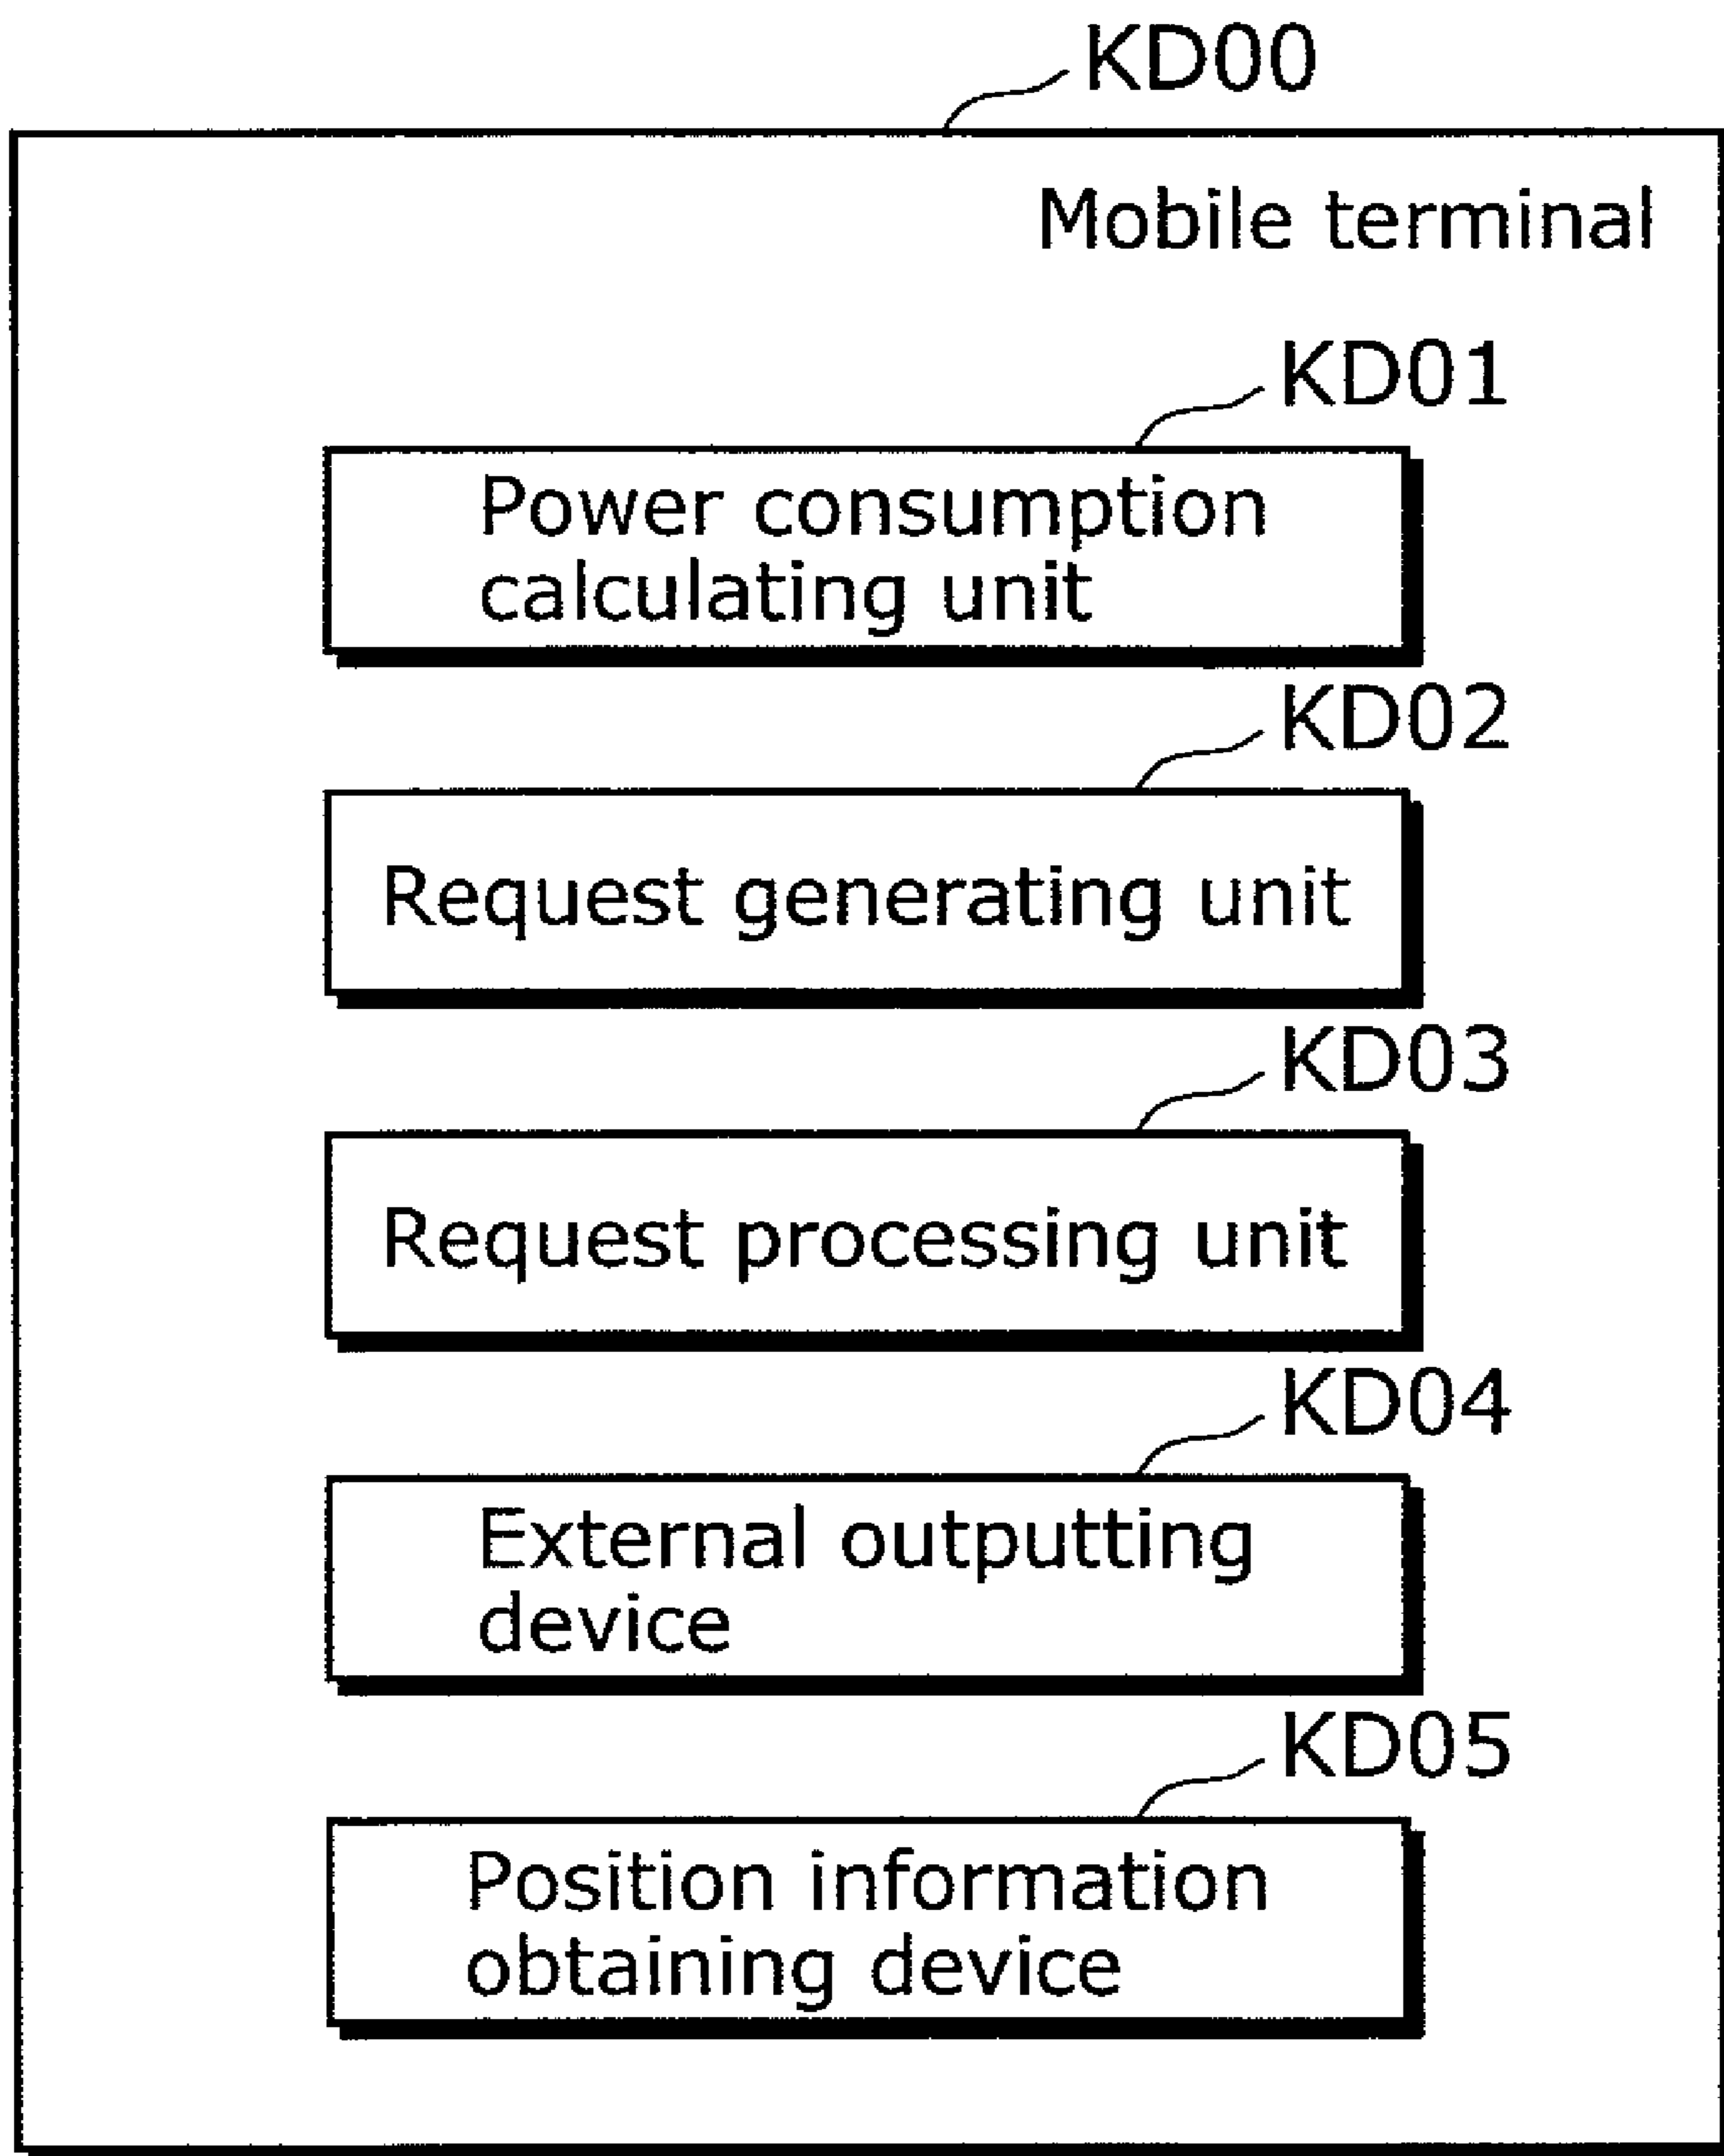 KD00
Mobile terminal
KD01
Power consumption
calculating unit
KD02
Request generating unit
KD03
Request processing unit
KD04
External outputting
device
KD05
Position information
obtaining device